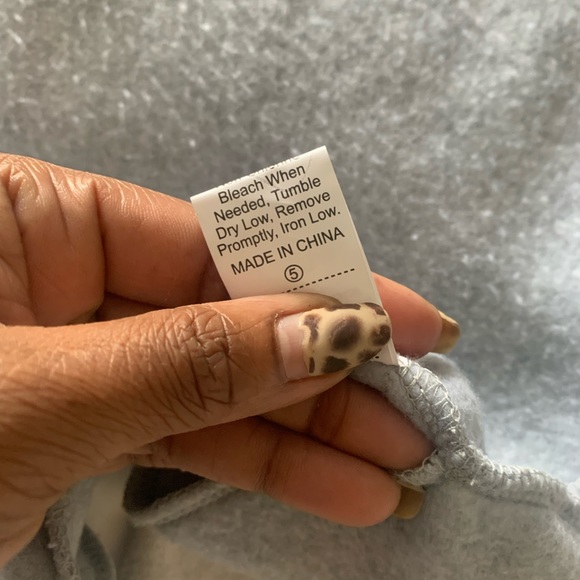 Bleach When
Needed, Tumble
Dry Low, Remove
Promptly, Iron Low.
MADE IN CHINA
⑤